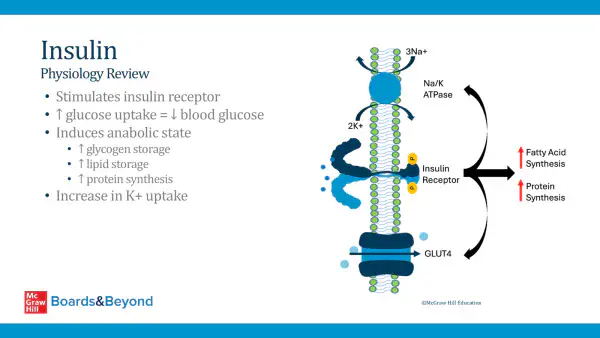 Insulin
Physiology Review
• Stimulates insulin receptor
• ↑ glucose uptake = ↓ blood glucose
• Induces anabolic state
• ↑ glycogen storage
• ↑ lipid storage
• ↑ protein synthesis
• Increase in K+ uptake
3Na+
Na/K
ATPase
2K+
P
Insulin
Receptor
P
Fatty Acid
Synthesis
Protein
Synthesis
GLUT4
©McGraw Hill Education
Mc
Graw
Hill
Boards&Beyond